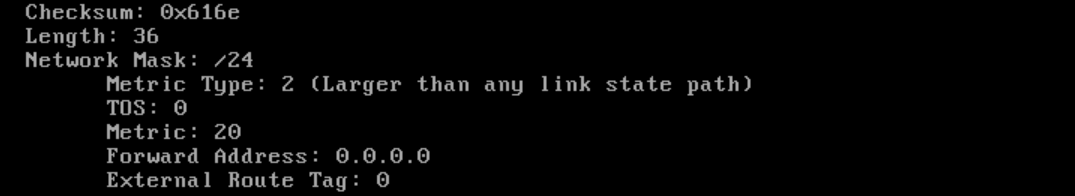 Checksum: 0x616e
Length: 36
Network Mask: /24
Metric Type: 2 (Larger than any link state path)
TOS: 0
Metric: 20
Forward Address: 0.0.0.0
External Route Tag: 0